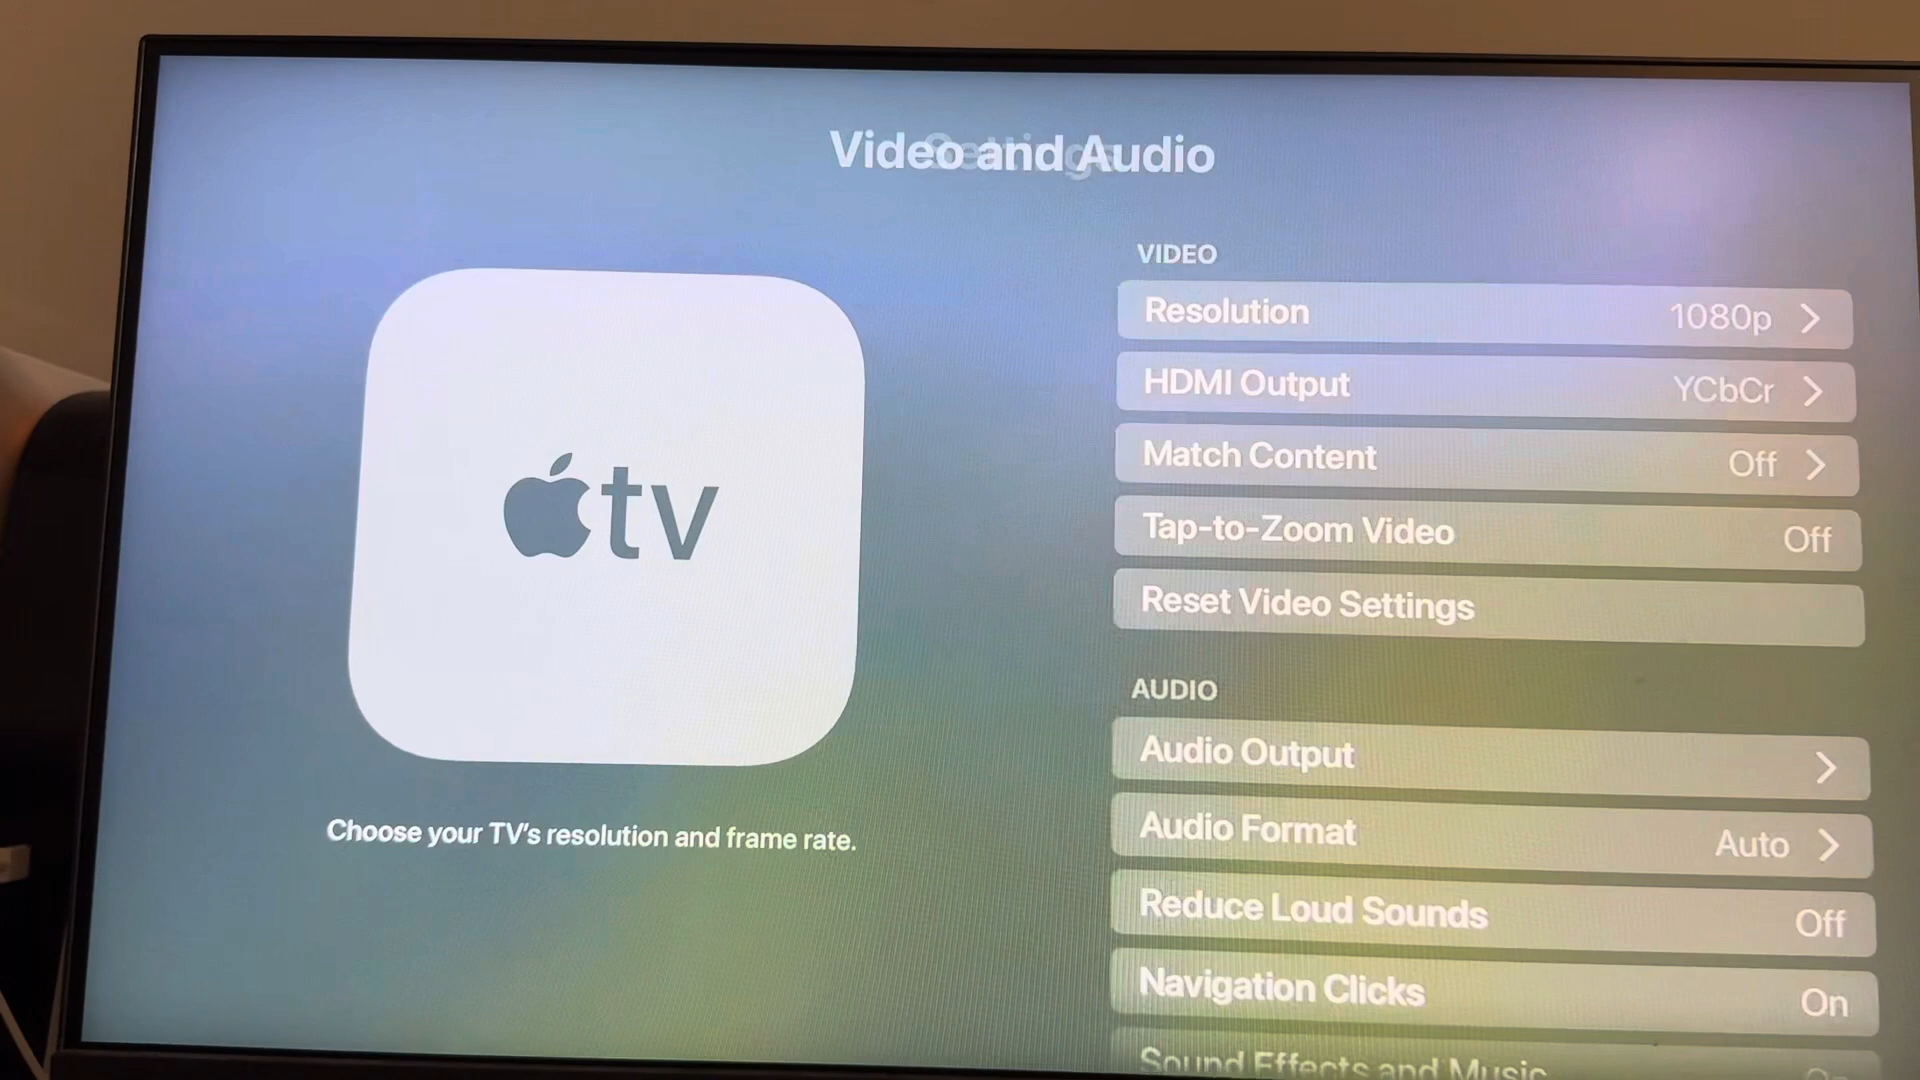 Video and Audio
Settings
VIDEO
Resolution 1080p
HDMI Output YCbCr
Match Content Off
Tap-to-Zoom Video Off
Reset Video Settings
tv
Choose your TV's resolution and frame rate.
AUDIO
Audio Output
Audio Format Auto
Reduce Loud Sounds Off
Navigation Clicks On
Sound Effects and Music